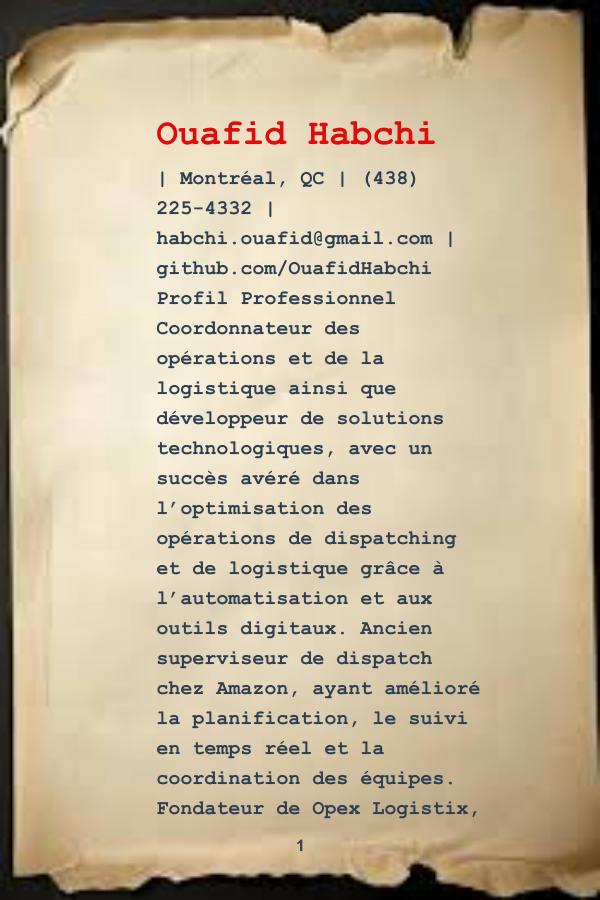 Ouafid Habchi
| Montréal, QC | (438)
225-4332 |
habchi.ouafid@gmail.com |
github.com/OuafidHabchi
Profil Professionnel
Coordonnateur des
opérations et de la
logistique ainsi que
développeur de solutions
technologiques, avec un
succès avéré dans
l’optimisation des
opérations de dispatching
et de logistique grâce à
l’automatisation et aux
outils digitaux. Ancien
superviseur de dispatch
chez Amazon, ayant amélioré
la planification, le suivi
en temps réel et la
coordination des équipes.
Fondateur de Opex Logistix,
1